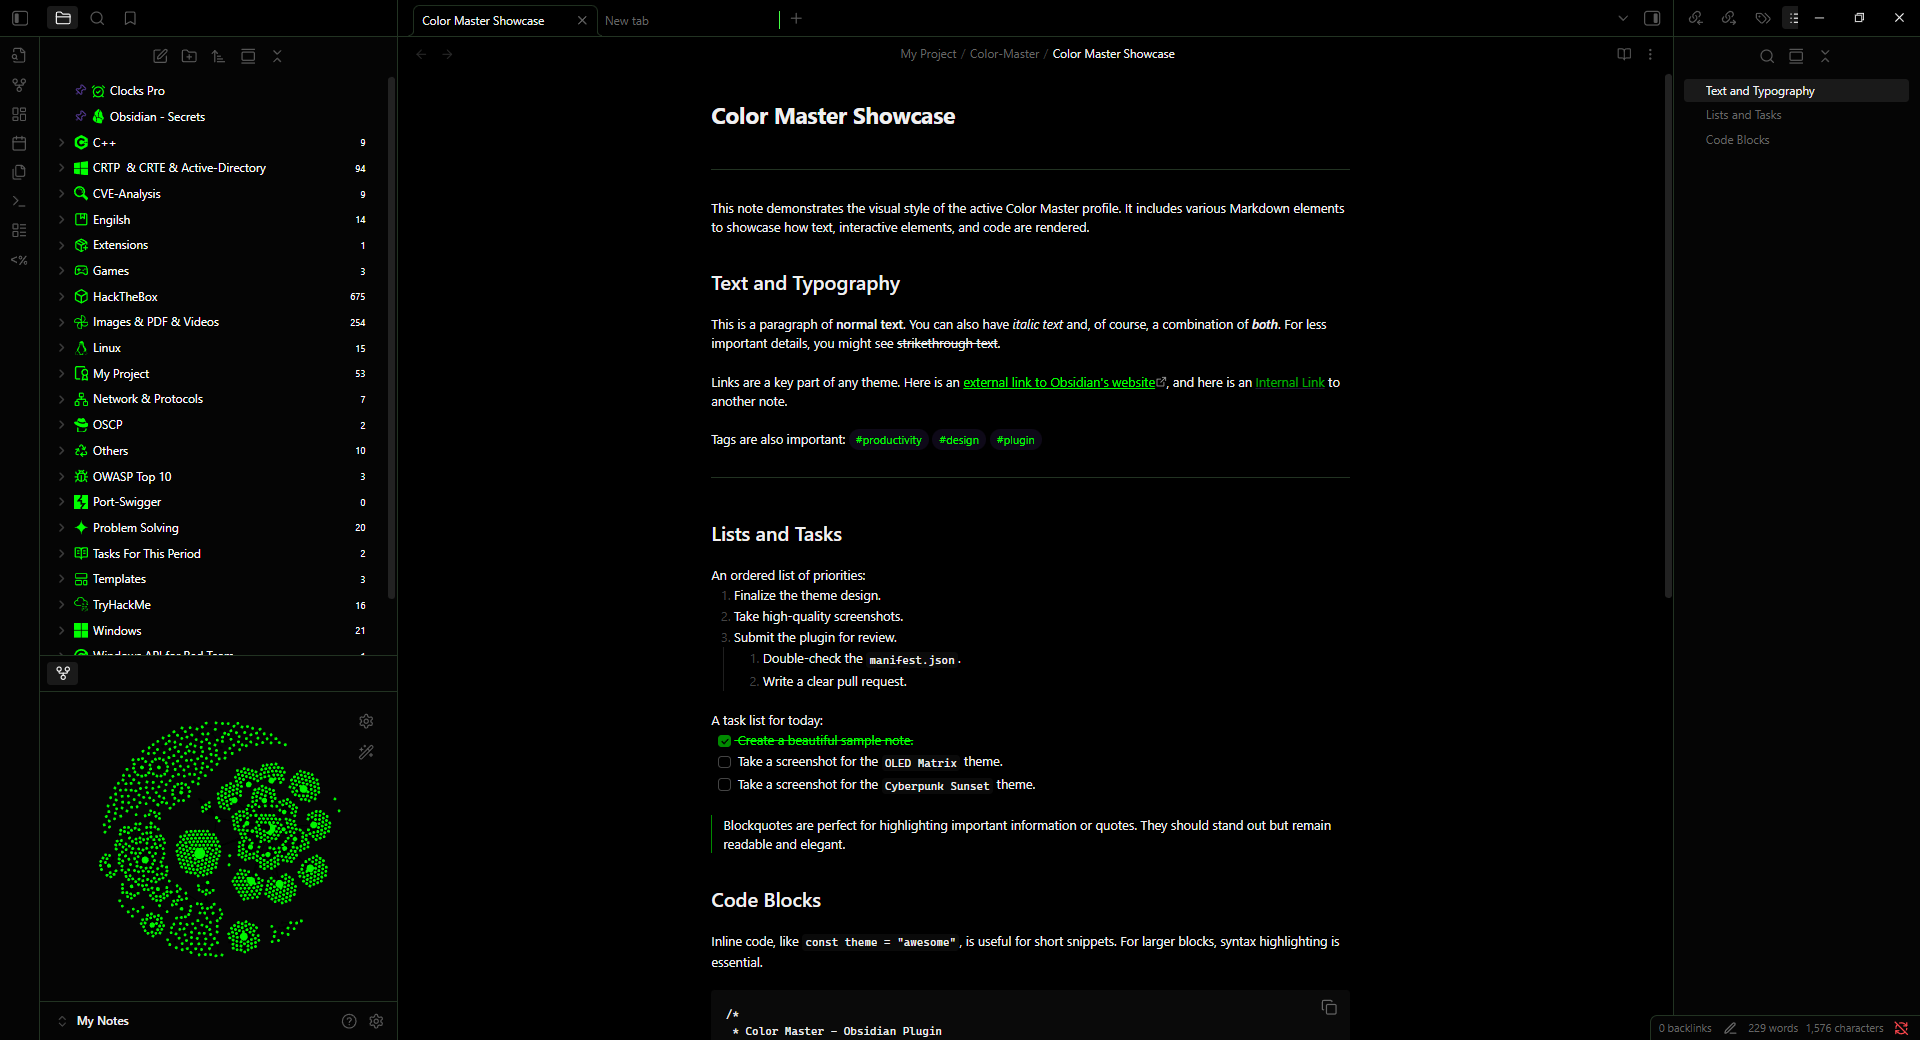 Color Master Showcase
New tab
My Project / Color-Master / Color Master Showcase
Clocks Pro
Obsidian - Secrets
C++ 9
CRTP & CRTE & Active-Directory 94
CVE-Analysis 9
Engilsh 14
Extensions 1
Games 3
HackTheBox 675
Images & PDF & Videos 254
Linux 15
My Project 53
Network & Protocols 7
OSCP 2
Others 10
OWASP Top 10 3
Port-Swigger 0
Problem Solving 20
Tasks For This Period 2
Templates 3
TryHackMe 16
Windows 21
Windows API for Red Team
My Notes
Color Master Showcase
This note demonstrates the visual style of the active Color Master profile. It includes various Markdown elements
to showcase how text, interactive elements, and code are rendered.
Text and Typography
This is a paragraph of normal text. You can also have italic text and, of course, a combination of both. For less
important details, you might see strikethrough text.
Links are a key part of any theme. Here is an external link to Obsidian's website, and here is an Internal Link to
another note.
Tags are also important: #productivity #design #plugin
Lists and Tasks
An ordered list of priorities:
1. Finalize the theme design.
2. Take high-quality screenshots.
3. Submit the plugin for review.
1. Double-check the manifest.json.
2. Write a clear pull request.
A task list for today:
Create a beautiful sample note.
Take a screenshot for the OLED Matrix theme.
Take a screenshot for the Cyberpunk Sunset theme.
Blockquotes are perfect for highlighting important information or quotes. They should stand out but remain
readable and elegant.
Code Blocks
Inline code, like const theme = "awesome", is useful for short snippets. For larger blocks, syntax highlighting is
essential.
/*
* Color Master - Obsidian Plugin
Text and Typography
Lists and Tasks
Code Blocks
0 backlinks 229 words 1,576 characters